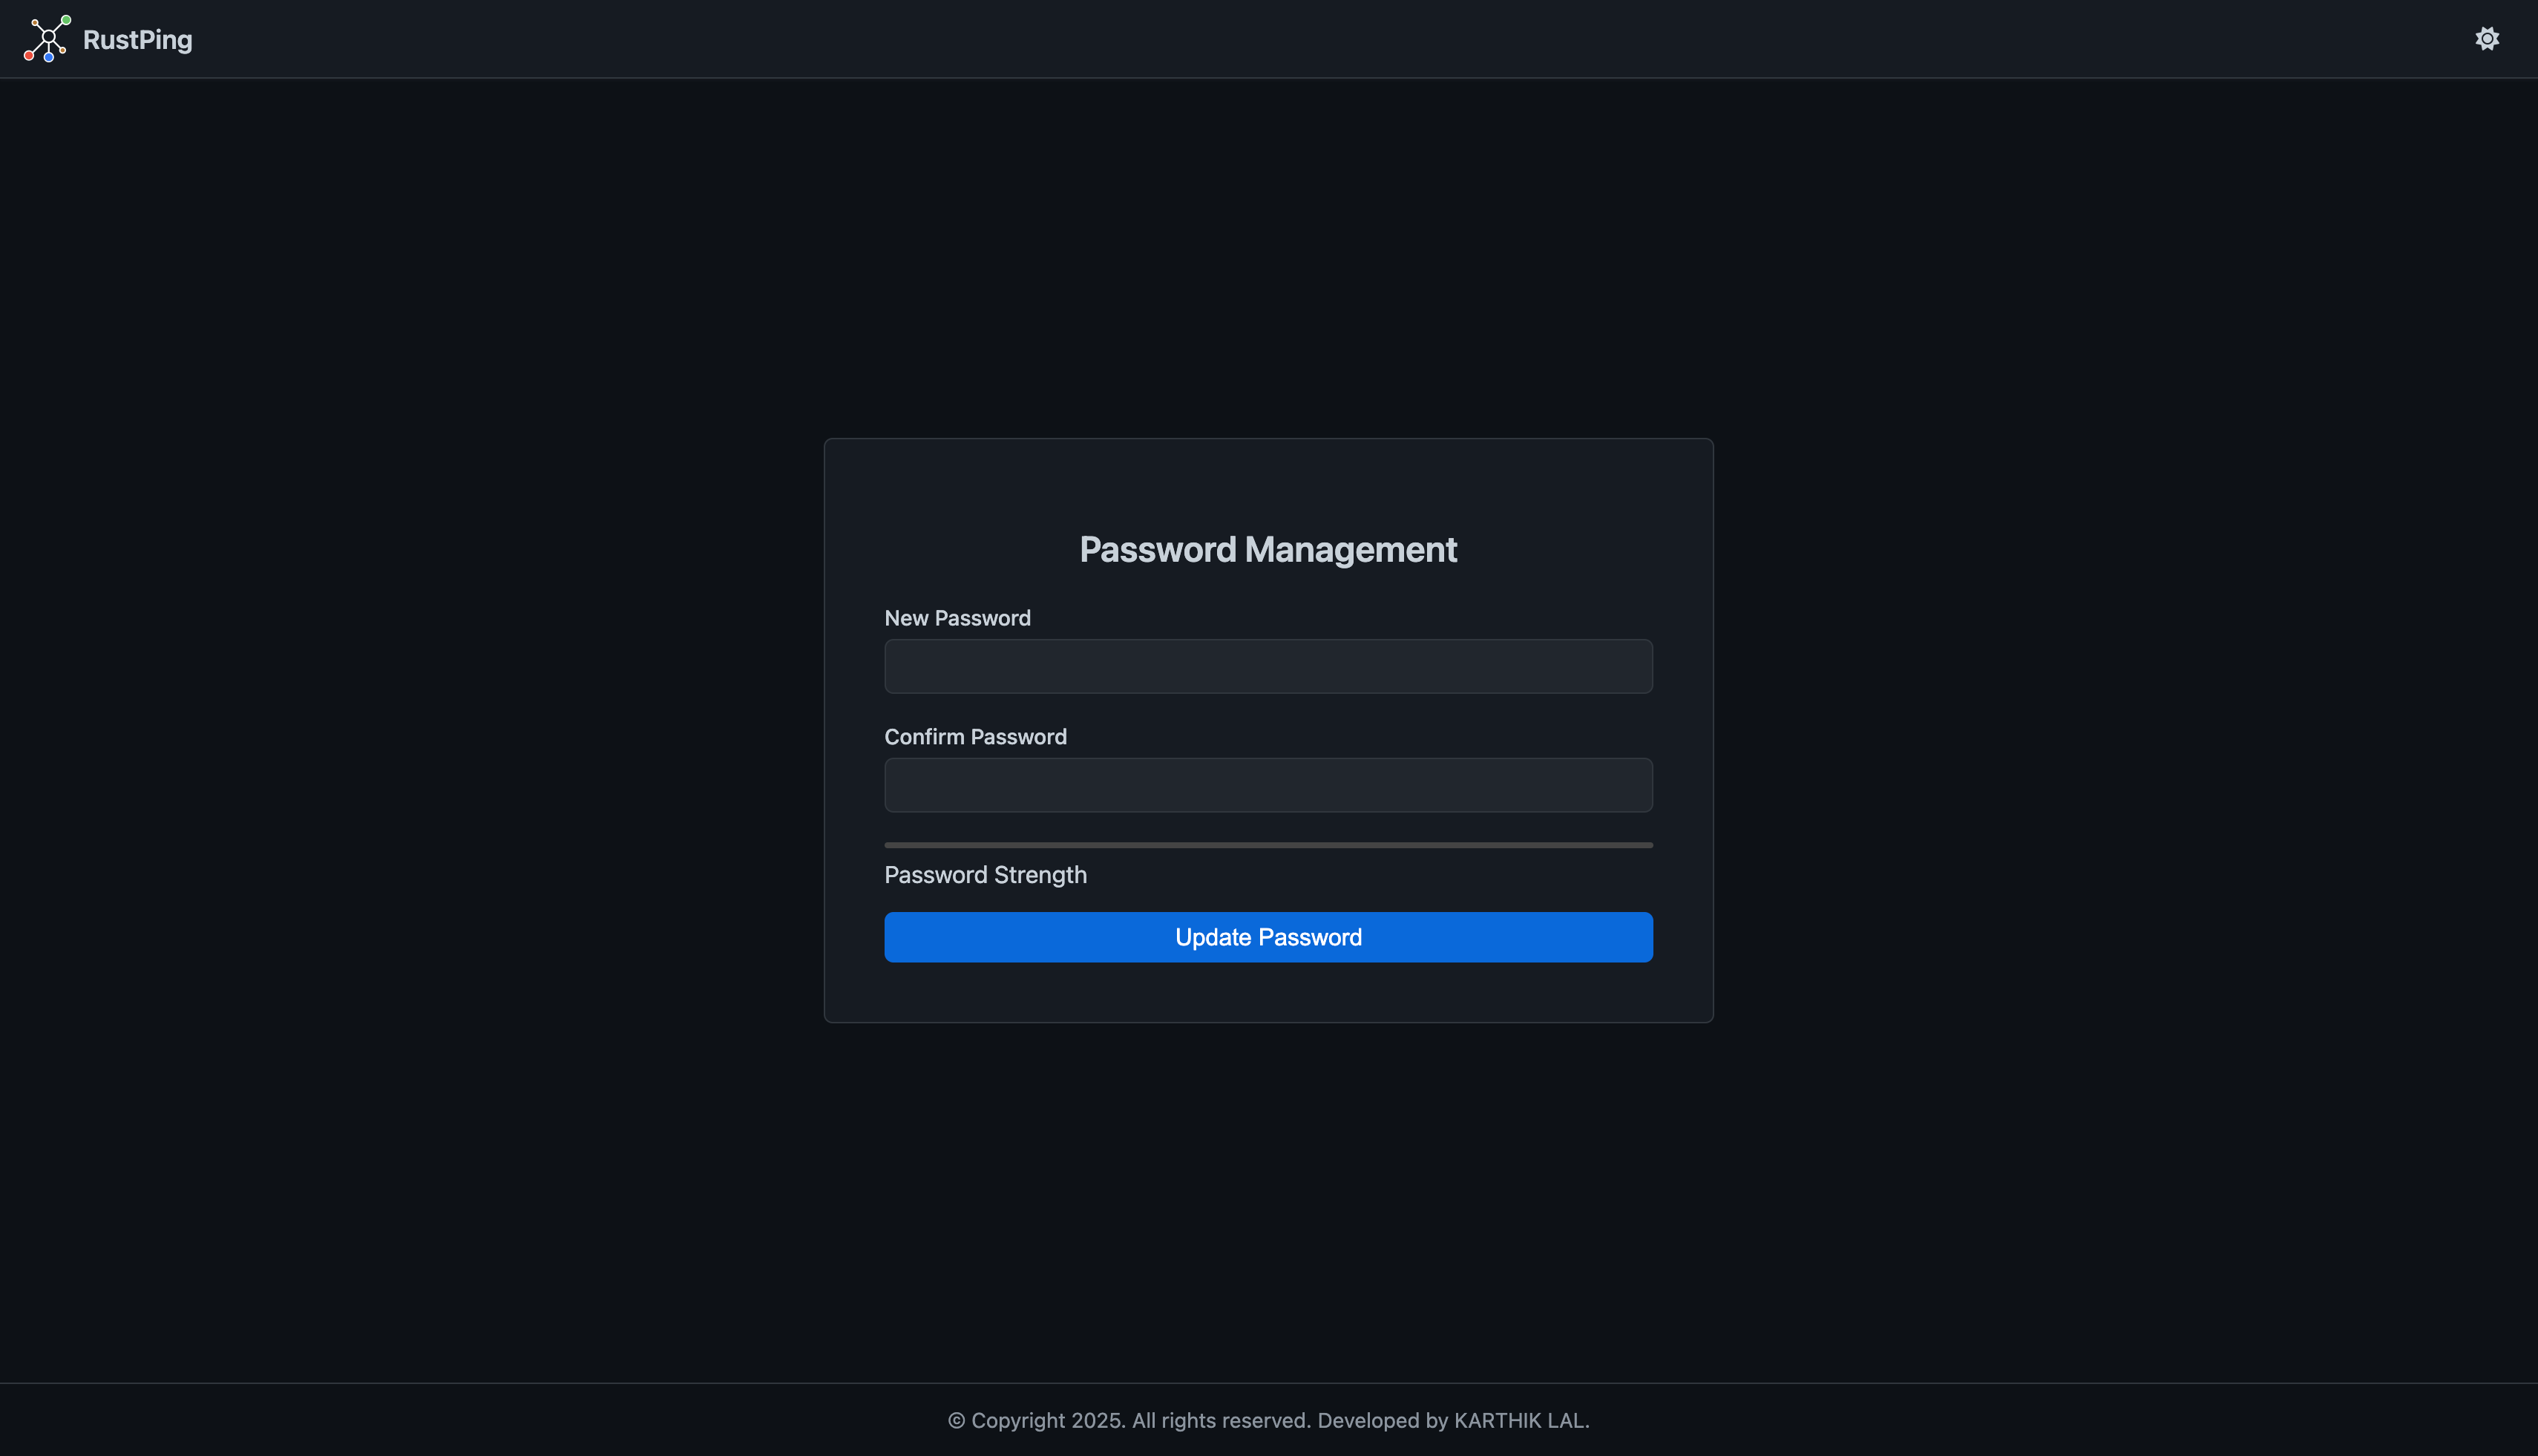 RustPing
Password Management
New Password
Confirm Password
Password Strength
Update Password
© Copyright 2025. All rights reserved. Developed by KARTHIK LAL.